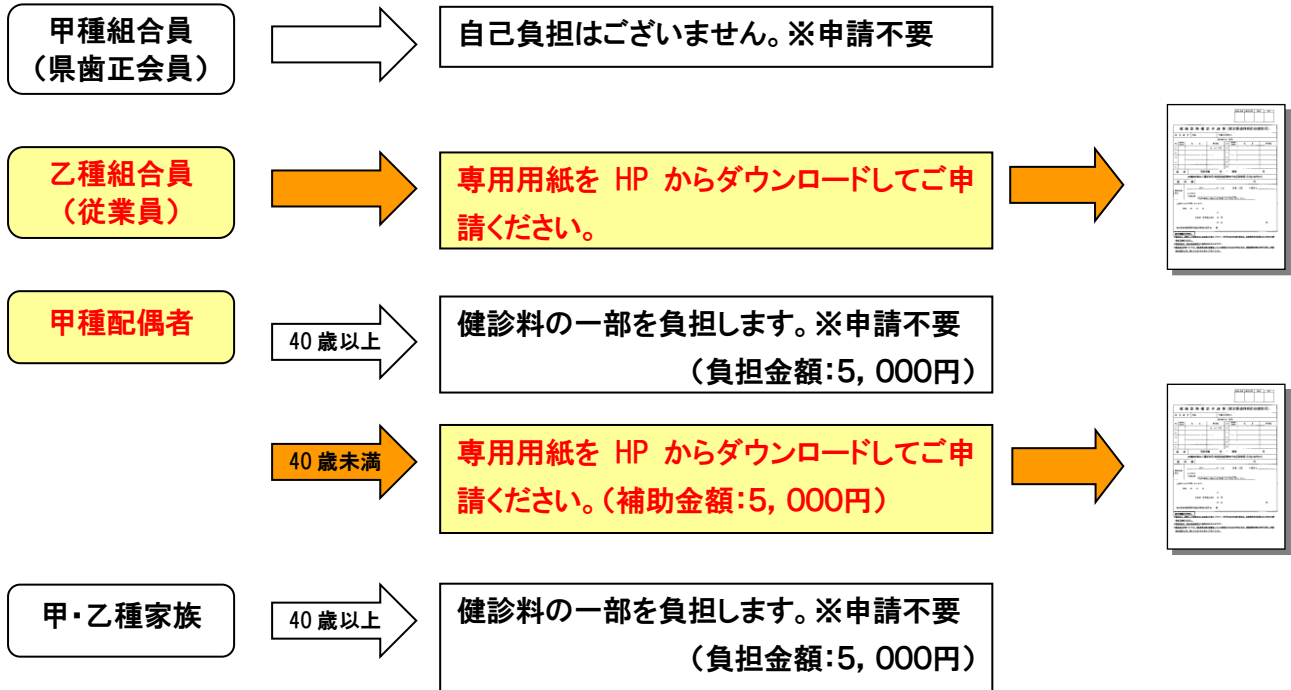 甲種組合員
（県歯正会員）
自己負担はございません。※申請不要
乙種組合員
（従業員）
専用用紙を HP からダウンロードしてご申
請ください。
甲種配偶者
40歳以上
健診料の一部を負担します。※申請不要
（負担金額：５，０００円）
40歳未満
専用用紙を HP からダウンロードしてご申
請ください。（補助金額：５，０００円）
甲・乙種家族
40歳以上
健診料の一部を負担します。※申請不要
（負担金額：５，０００円）